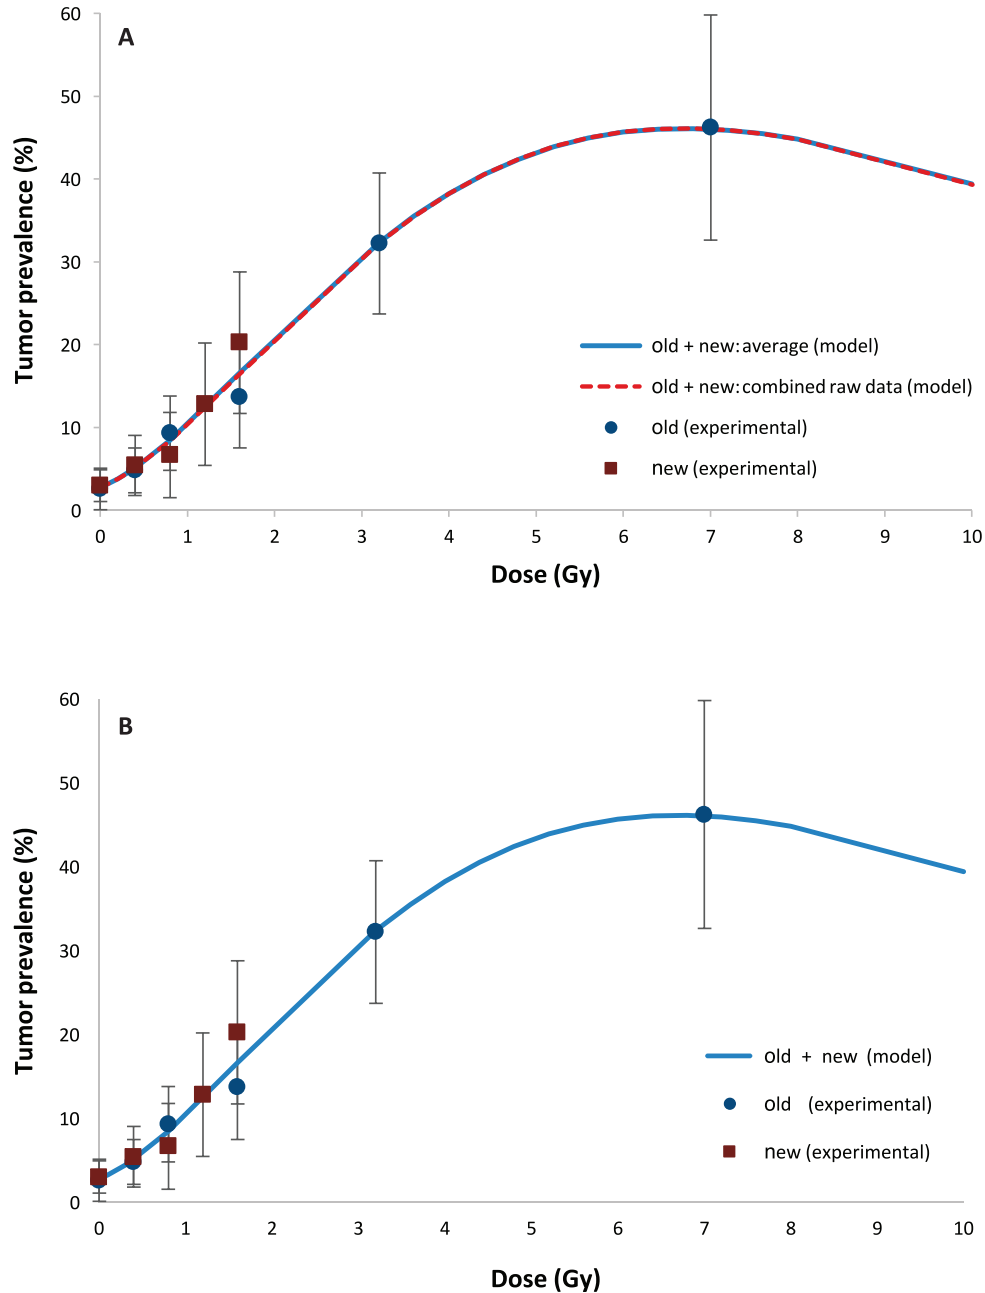 A
60
50
40
30
20
10
0
Tumor prevalence (%)
old + new: average (model)
old + new: combined raw data (model)
old (experimental)
new (experimental)
0 1 2 3 4 5 6 7 8 9 10
Dose (Gy)
B
60
50
40
30
20
10
0
Tumor prevalence (%)
old + new (model)
old (experimental)
new (experimental)
0 1 2 3 4 5 6 7 8 9 10
Dose (Gy)